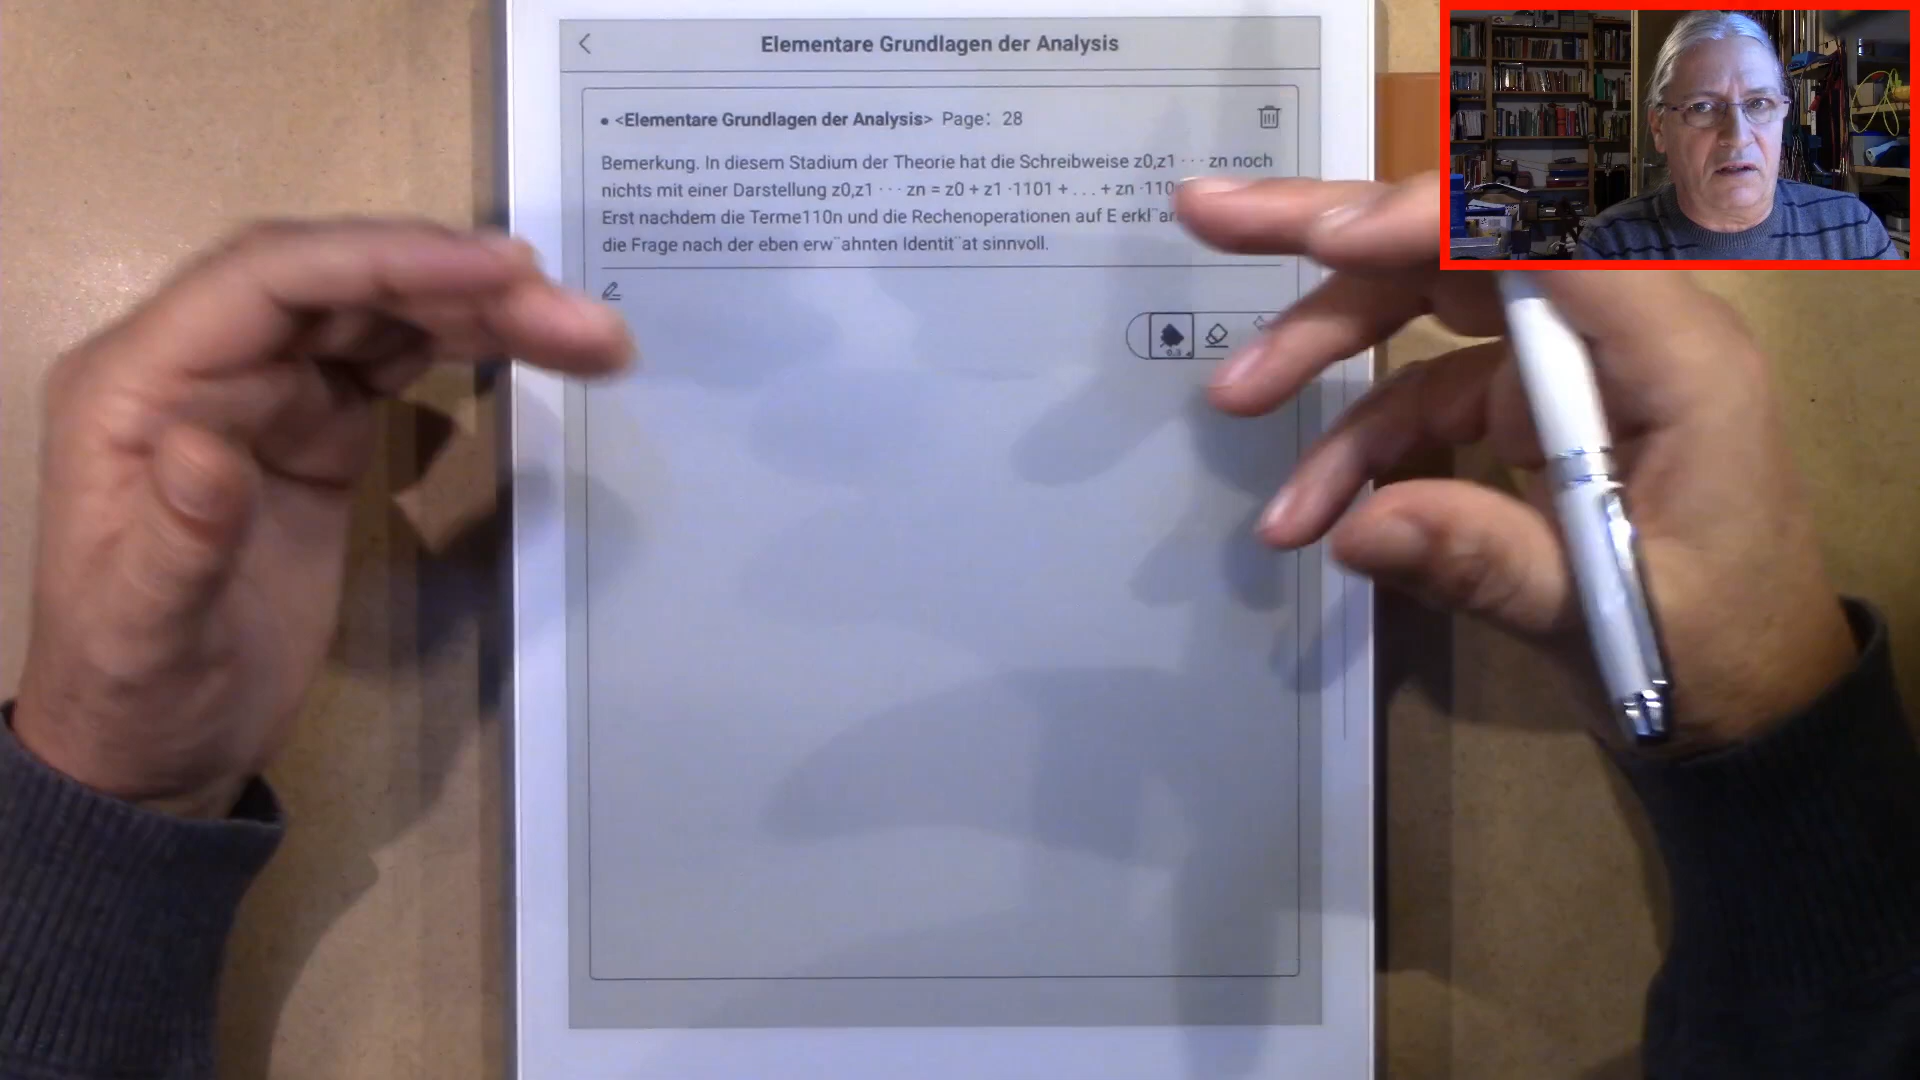 Elementare Grundlagen der Analysis
• <Elementare Grundlagen der Analysis> Page: 28
Bemerkung. In diesem Stadium der Theorie hat die Schreibweise z0,z1 · · · zn noch
nichts mit einer Darstellung z0,z1 · · · zn = z0 + z1 ·1101 + . . . + zn ·110
Erst nachdem die Terme110n und die Rechenoperationen auf E erkl¨ar
die Frage nach der eben erw¨ahnten Identit¨at sinnvoll.
0.3